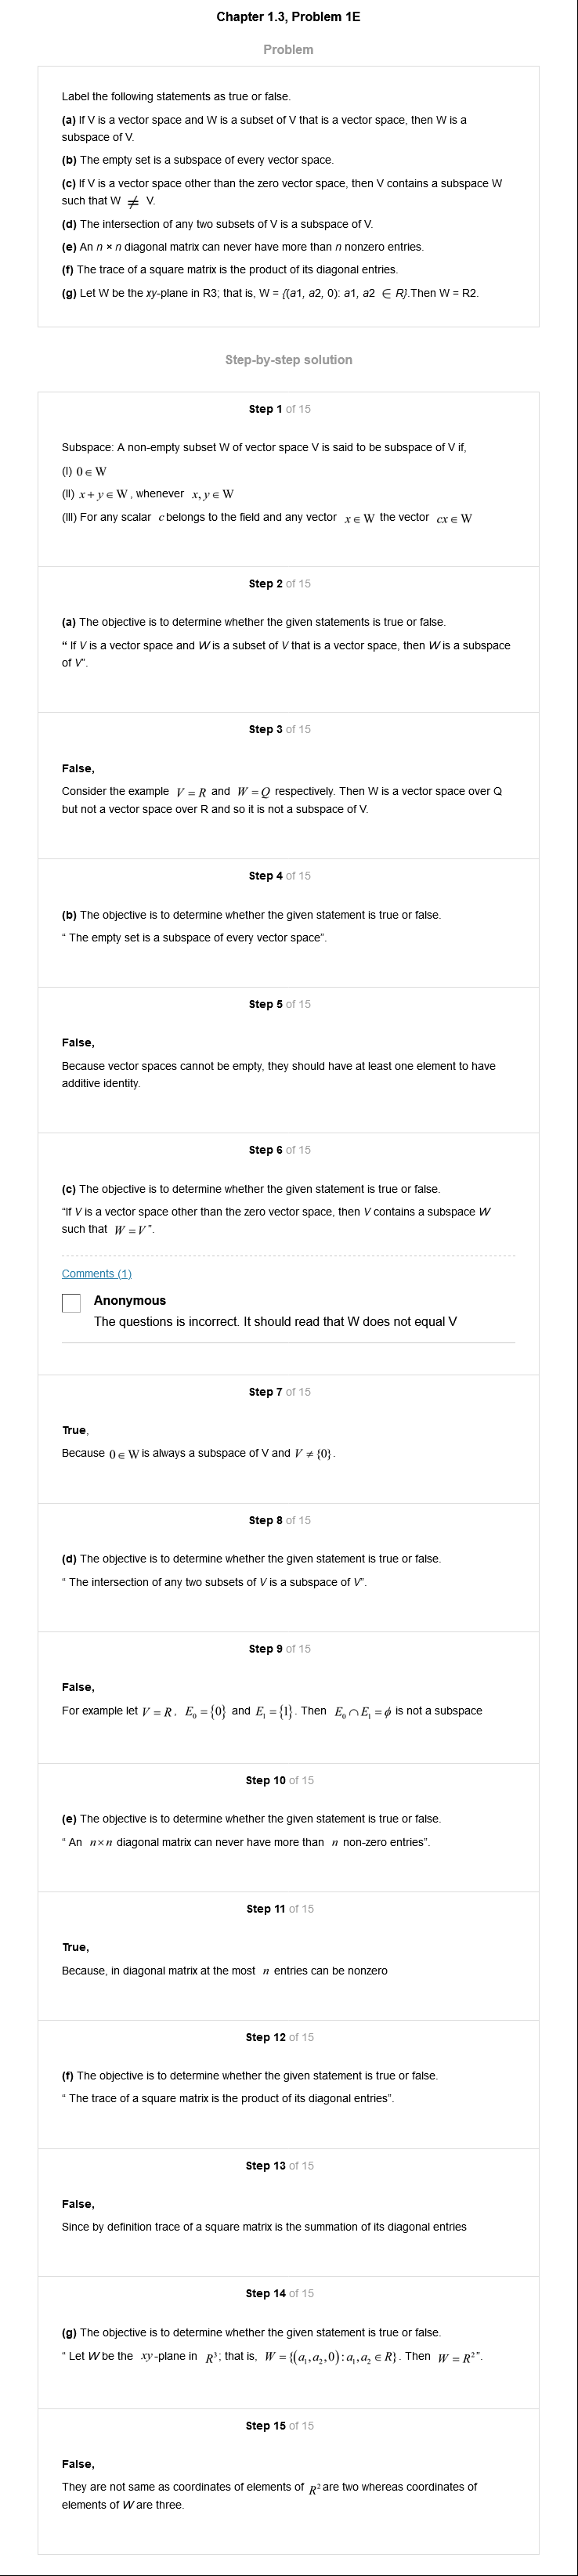 Chapter 1.3, Problem 1E
Problem
Label the following statements as true or false.
(a) If V is a vector space and W is a subset of V that is a vector space, then W is a
subspace of V.
(b) The empty set is a subspace of every vector space.
(c) If V is a vector space other than the zero vector space, then V contains a subspace W
such that W ≠ V.
(d) The intersection of any two subsets of V is a subspace of V.
(e) An n × n diagonal matrix can never have more than n nonzero entries.
(f) The trace of a square matrix is the product of its diagonal entries.
(g) Let W be the xy-plane in R3; that is, W = {(a1, a2, 0): a1, a2 ∈ R}.Then W = R2.
Step-by-step solution
Step 1 of 15
Subspace: A non-empty subset W of vector space V is said to be subspace of V if,
(I) 0 ∈ W
(II) x + y ∈ W, whenever x, y ∈ W
(III) For any scalar c belongs to the field and any vector x ∈ W the vector cx ∈ W
Step 2 of 15
(a) The objective is to determine whether the given statements is true or false.
“ If V is a vector space and W is a subset of V that is a vector space, then W is a subspace
of V”.
Step 3 of 15
False,
Consider the example V = R and W = Q respectively. Then W is a vector space over Q
but not a vector space over R and so it is not a subspace of V.
Step 4 of 15
(b) The objective is to determine whether the given statement is true or false.
“ The empty set is a subspace of every vector space”.
Step 5 of 15
False,
Because vector spaces cannot be empty, they should have at least one element to have
additive identity.
Step 6 of 15
(c) The objective is to determine whether the given statement is true or false.
“If V is a vector space other than the zero vector space, then V contains a subspace W
such that W = V”.
Comments (1)
Anonymous
The questions is incorrect. It should read that W does not equal V
Step 7 of 15
True,
Because 0 ∈ W is always a subspace of V and V ≠ {0}.
Step 8 of 15
(d) The objective is to determine whether the given statement is true or false.
“ The intersection of any two subsets of V is a subspace of V”.
Step 9 of 15
False,
For example let V = R, E₀ = {0} and E₁ = {1}. Then E₀ ∩ E₁ = ϕ is not a subspace
Step 10 of 15
(e) The objective is to determine whether the given statement is true or false.
“ An n×n diagonal matrix can never have more than n non-zero entries”.
Step 11 of 15
True,
Because, in diagonal matrix at the most n entries can be nonzero
Step 12 of 15
(f) The objective is to determine whether the given statement is true or false.
“ The trace of a square matrix is the product of its diagonal entries”.
Step 13 of 15
False,
Since by definition trace of a square matrix is the summation of its diagonal entries
Step 14 of 15
(g) The objective is to determine whether the given statement is true or false.
“ Let W be the xy-plane in R³; that is, W = {(a₁, a₂, 0) : a₁, a₂ ∈ R}. Then W = R²”.
Step 15 of 15
False,
They are not same as coordinates of elements of R² are two whereas coordinates of
elements of W are three.